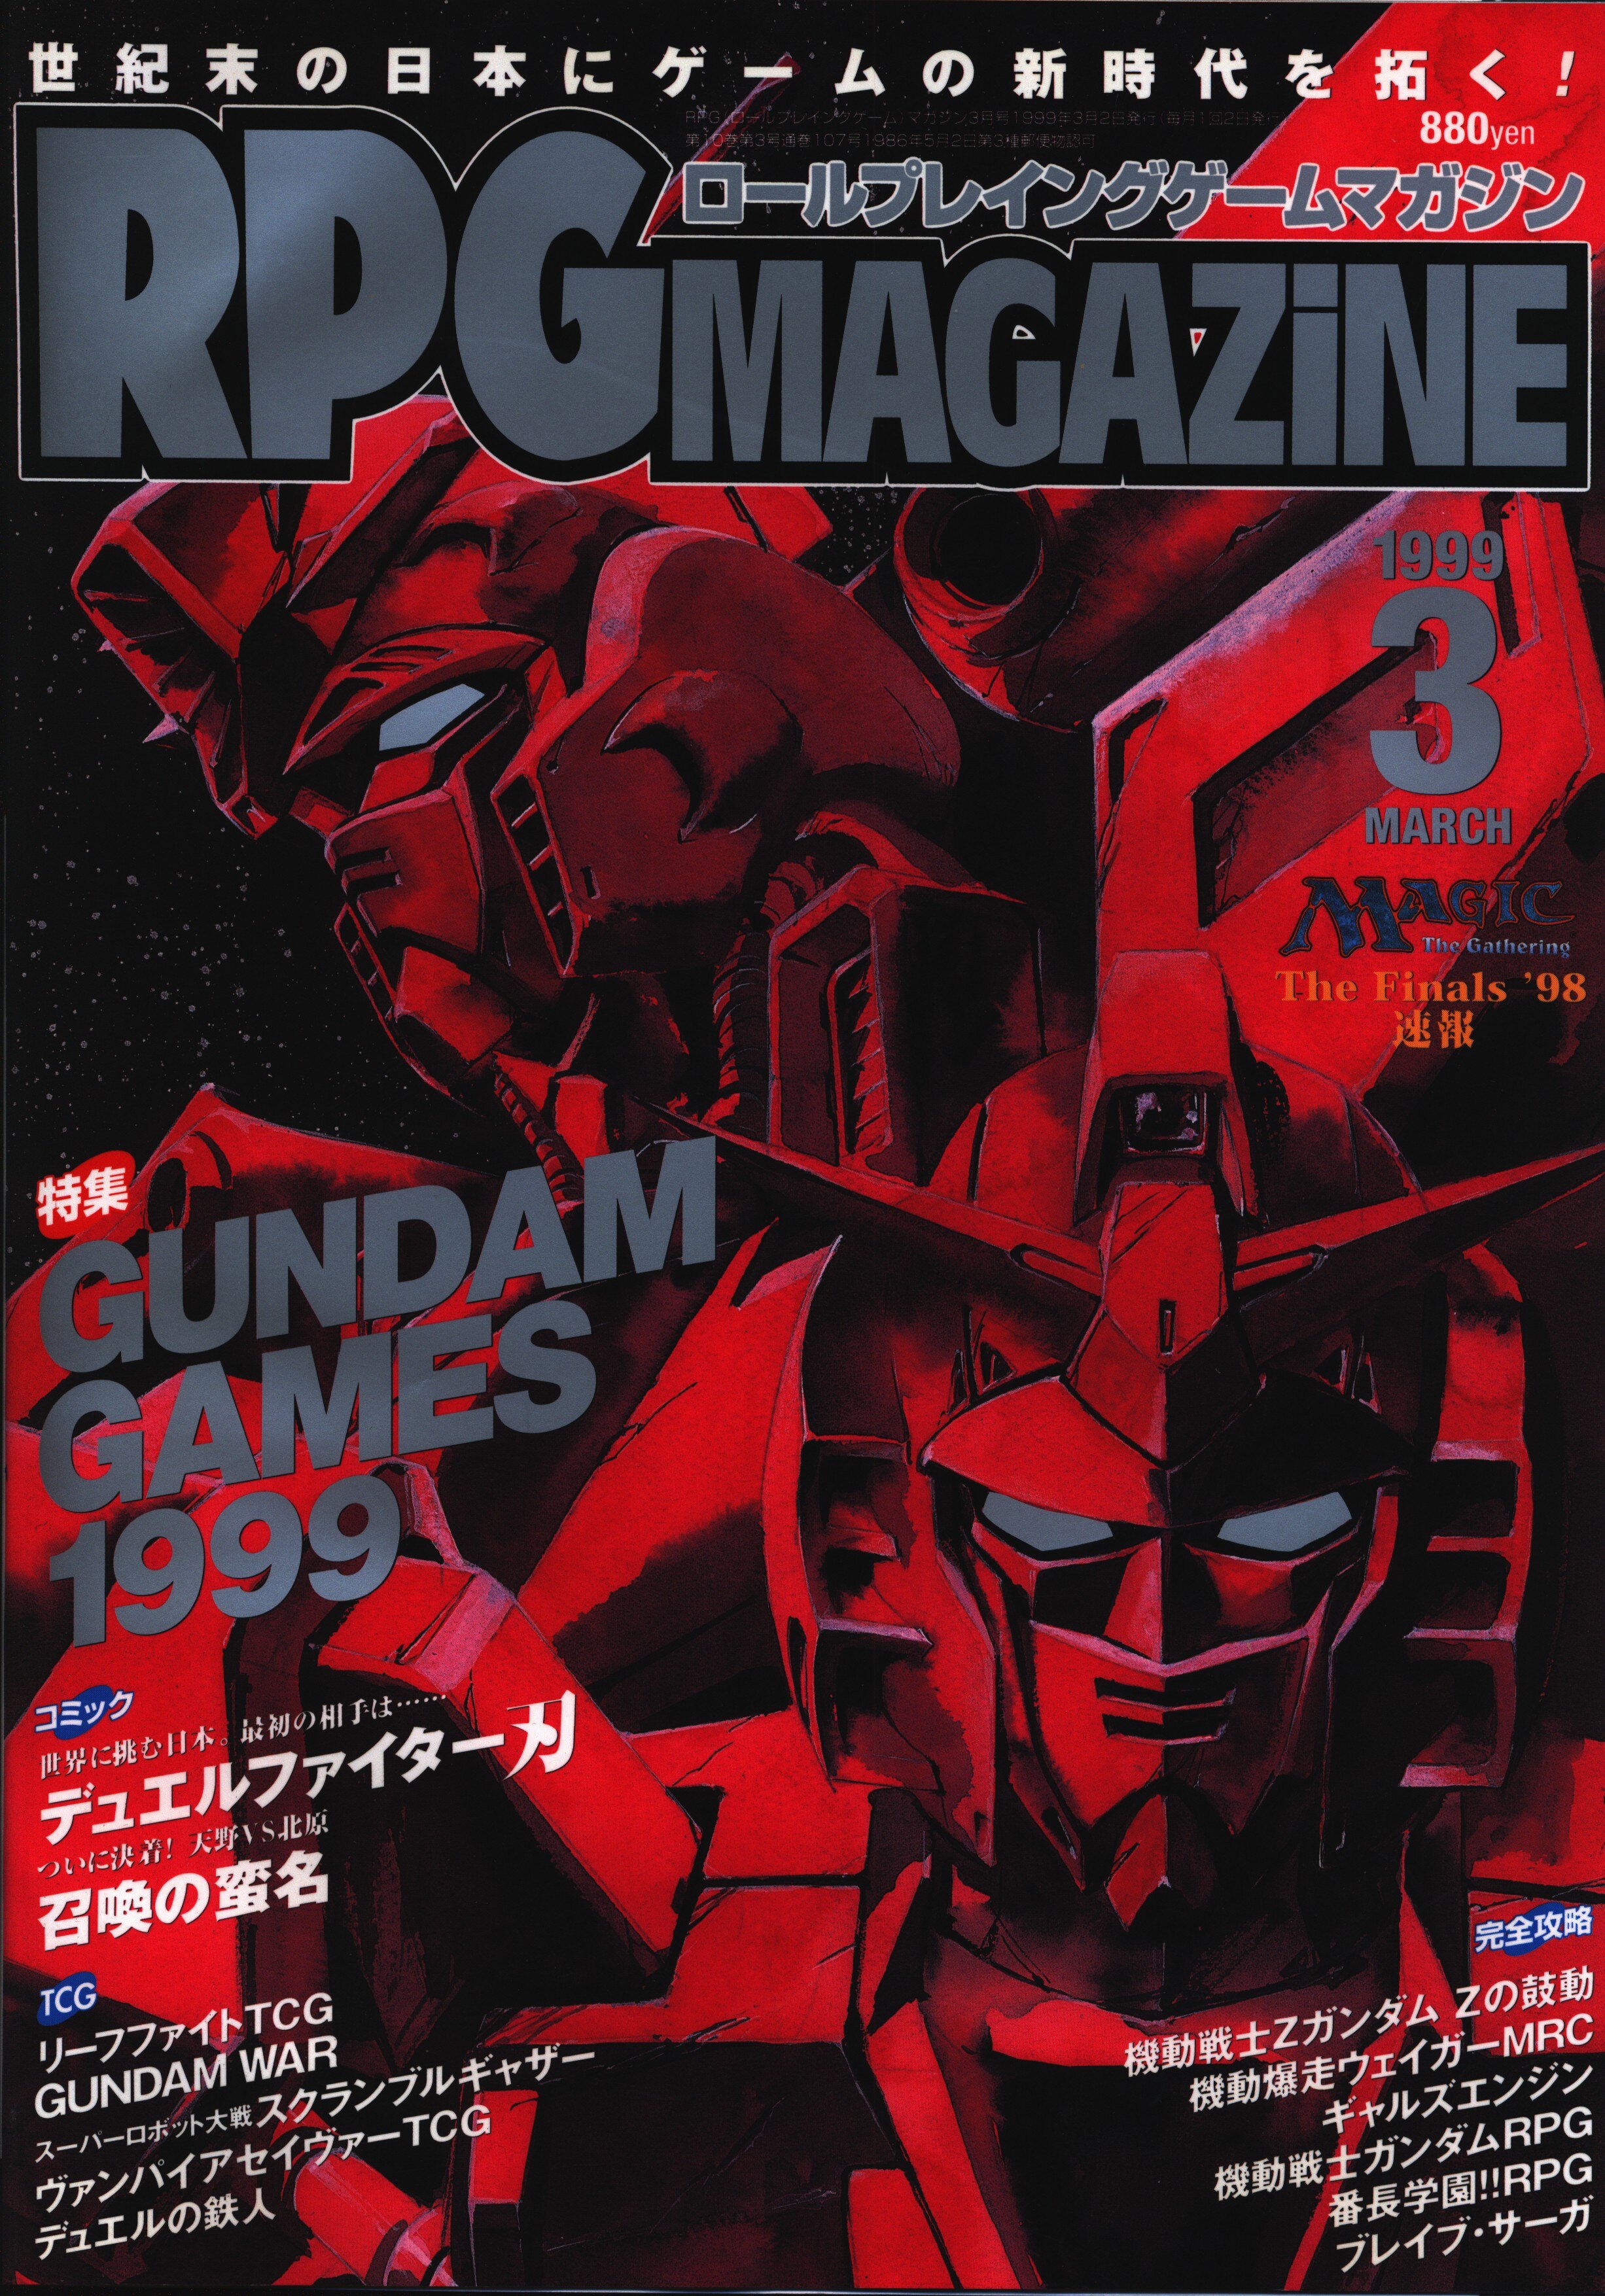 世紀末の日本にゲームの新時代を拓く!
RPG(ロールプレイングゲーム)マガジン3月号1999年3月2日発行(毎月1回2日発行)
第10巻第3号通巻107号1986年5月2日第3種郵便物認可
880yen
ロールプレイングゲームマガジン
RPG MAGAZiNE
1999
3
MARCH
MAGIC
The Gathering
The Finals '98
速報
特集
GUNDAM
GAMES
1999
コミック
世界に挑む日本。最初の相手は……
デュエルファイター刃
ついに決着! 天野VS北原
召喚の蛮名
TCG
リーフファイトTCG
GUNDAM WAR
スーパーロボット大戦スクランブルギャザー
ヴァンパイアセイヴァーTCG
デュエルの鉄人
完全攻略
機動戦士Zガンダム Zの鼓動
機動爆走ウェイガーMRC
ギャルズエンジン
機動戦士ガンダムRPG
番長学園!!RPG
ブレイブ・サーガ